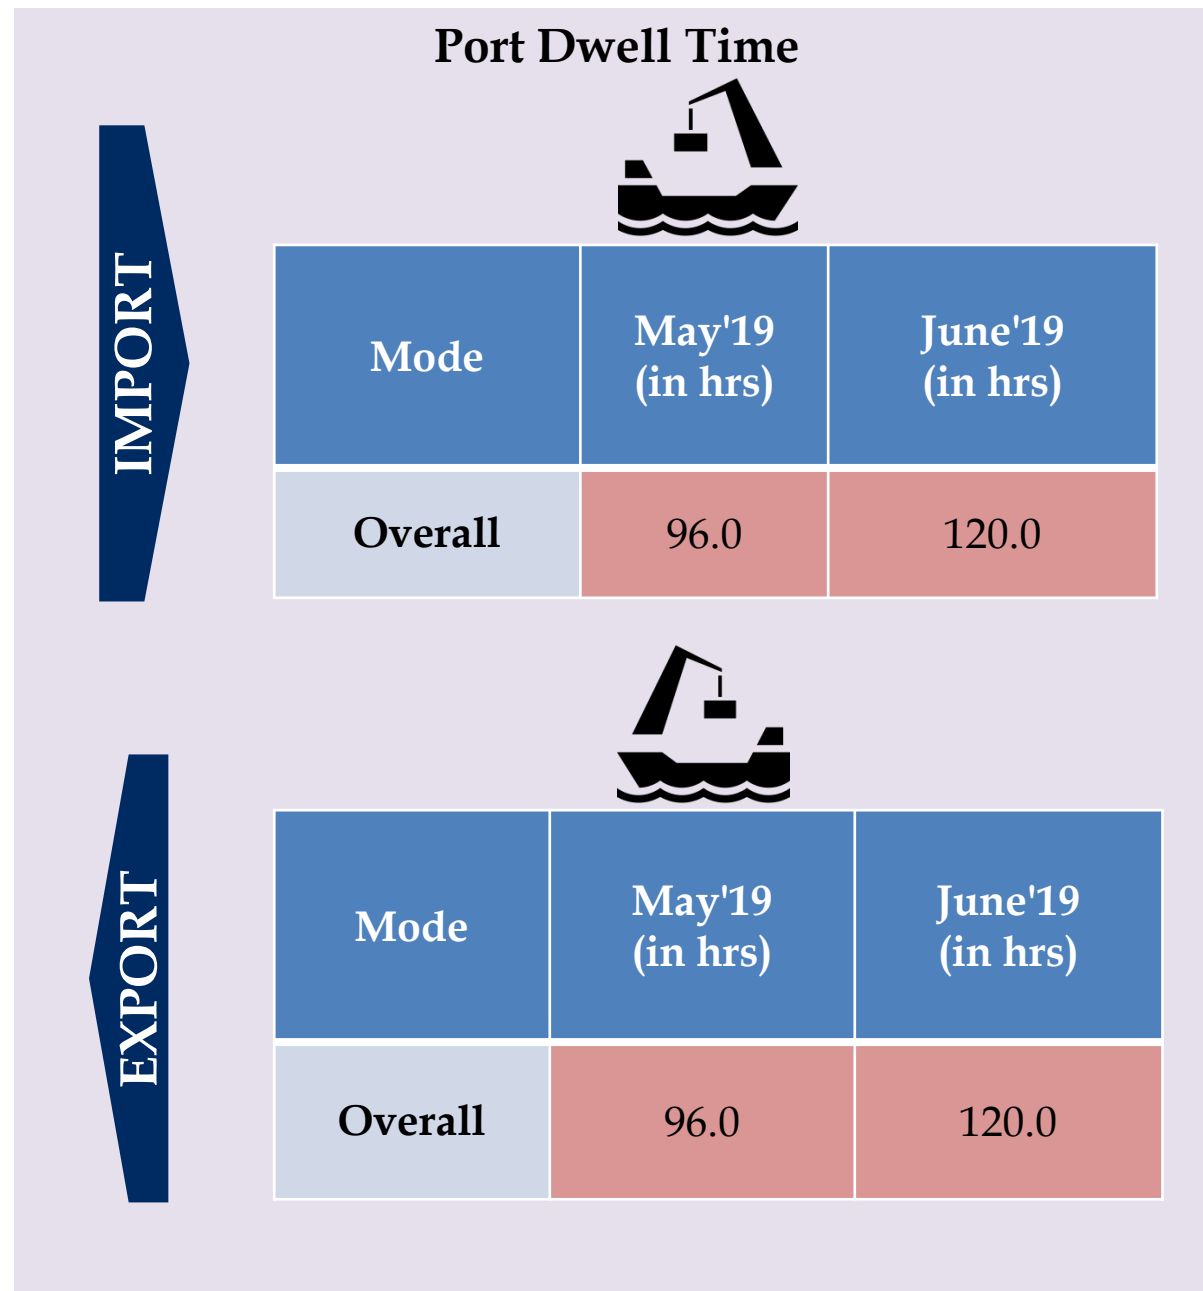 Port Dwell Time
IMPORT
Mode
May'19
(in hrs)
June'19
(in hrs)
Overall
96.0
120.0
EXPORT
Mode
May'19
(in hrs)
June'19
(in hrs)
Overall
96.0
120.0